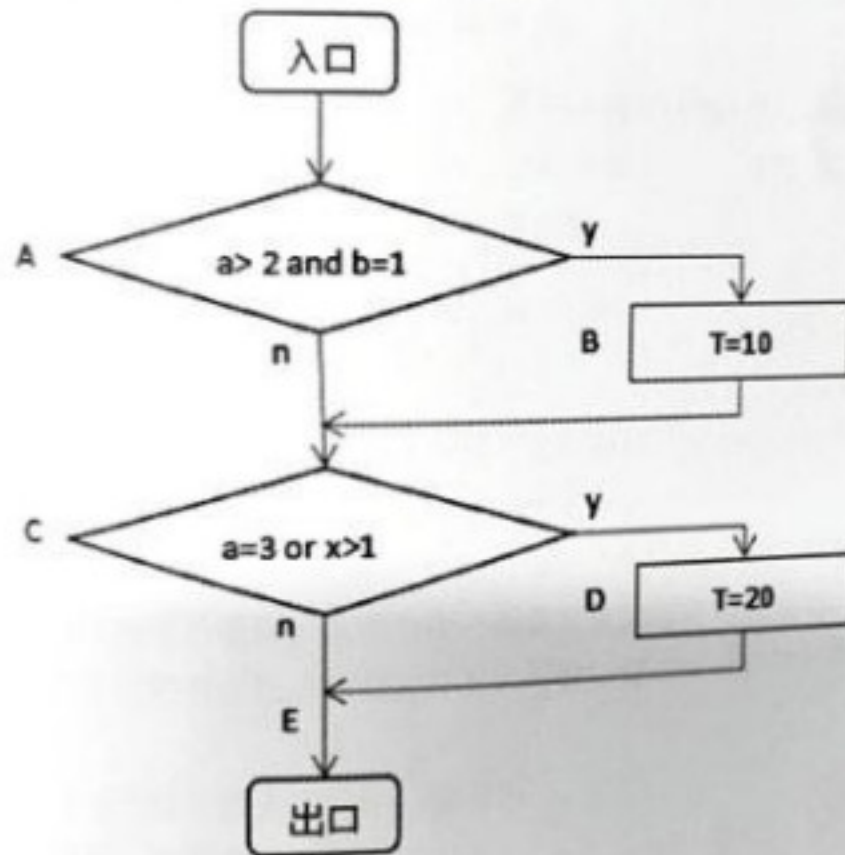 入口
A
a> 2 and b=1
y
n
B
T=10
C
a=3 or x>1
y
n
D
T=20
E
出口